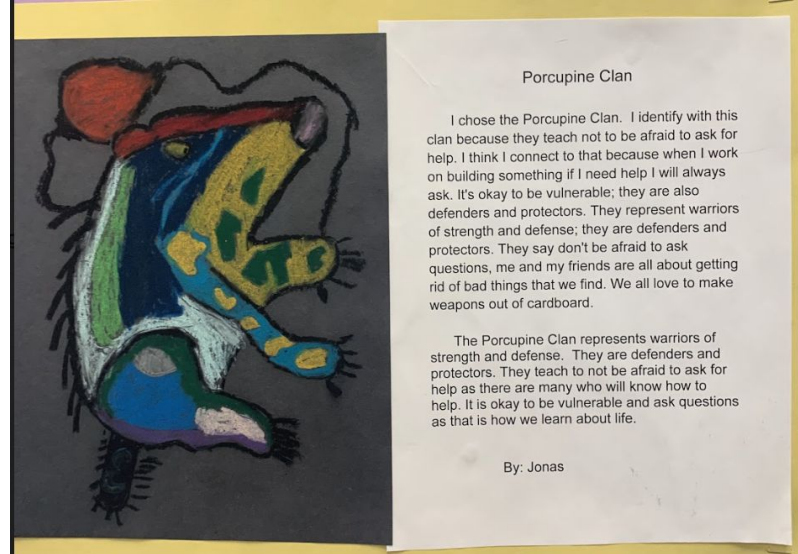 Porcupine Clan
I chose the Porcupine Clan.  I identify with this
clan because they teach not to be afraid to ask for
help. I think I connect to that because when I work
on building something if I need help I will always
ask. It's okay to be vulnerable; they are also
defenders and protectors. They represent warriors
of strength and defense; they are defenders and
protectors. They say don't be afraid to ask
questions, me and my friends are all about getting
rid of bad things that we find. We all love to make
weapons out of cardboard.
The Porcupine Clan represents warriors of
strength and defense.  They are defenders and
protectors. They teach to not be afraid to ask for
help as there are many who will know how to
help. It is okay to be vulnerable and ask questions
as that is how we learn about life.
By: Jonas